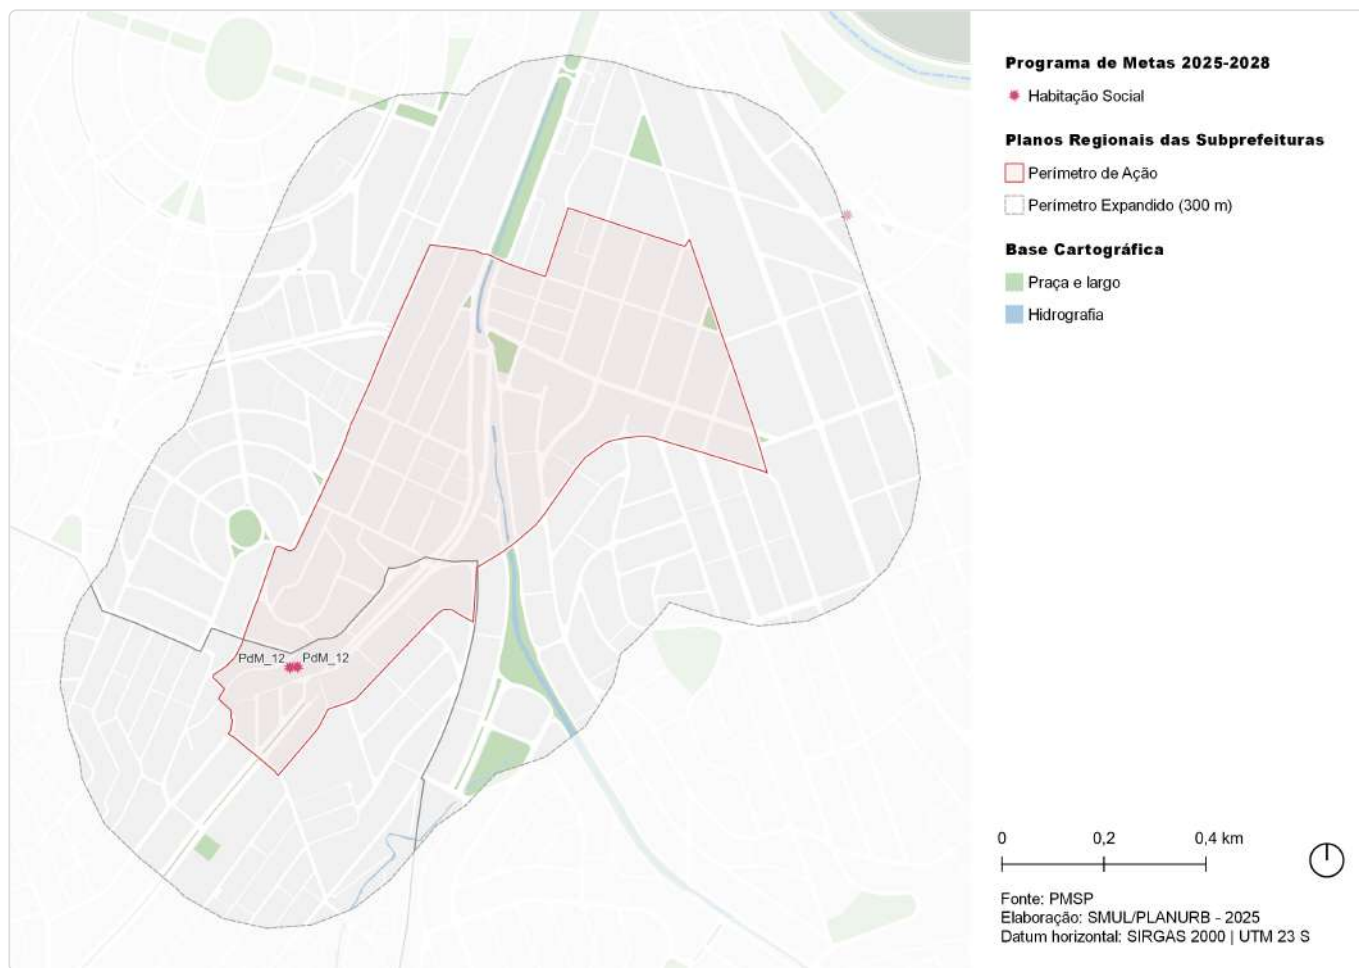 Programa de Metas 2025-2028
Habitação Social
Planos Regionais das Subprefeituras
Perímetro de Ação
Perímetro Expandido (300 m)
Base Cartográfica
Praça e largo
Hidrografia
PdM_12 PdM_12
0 0,2 0,4 km
Fonte: PMSP
Elaboração: SMUL/PLANURB - 2025
Datum horizontal: SIRGAS 2000 | UTM 23 S